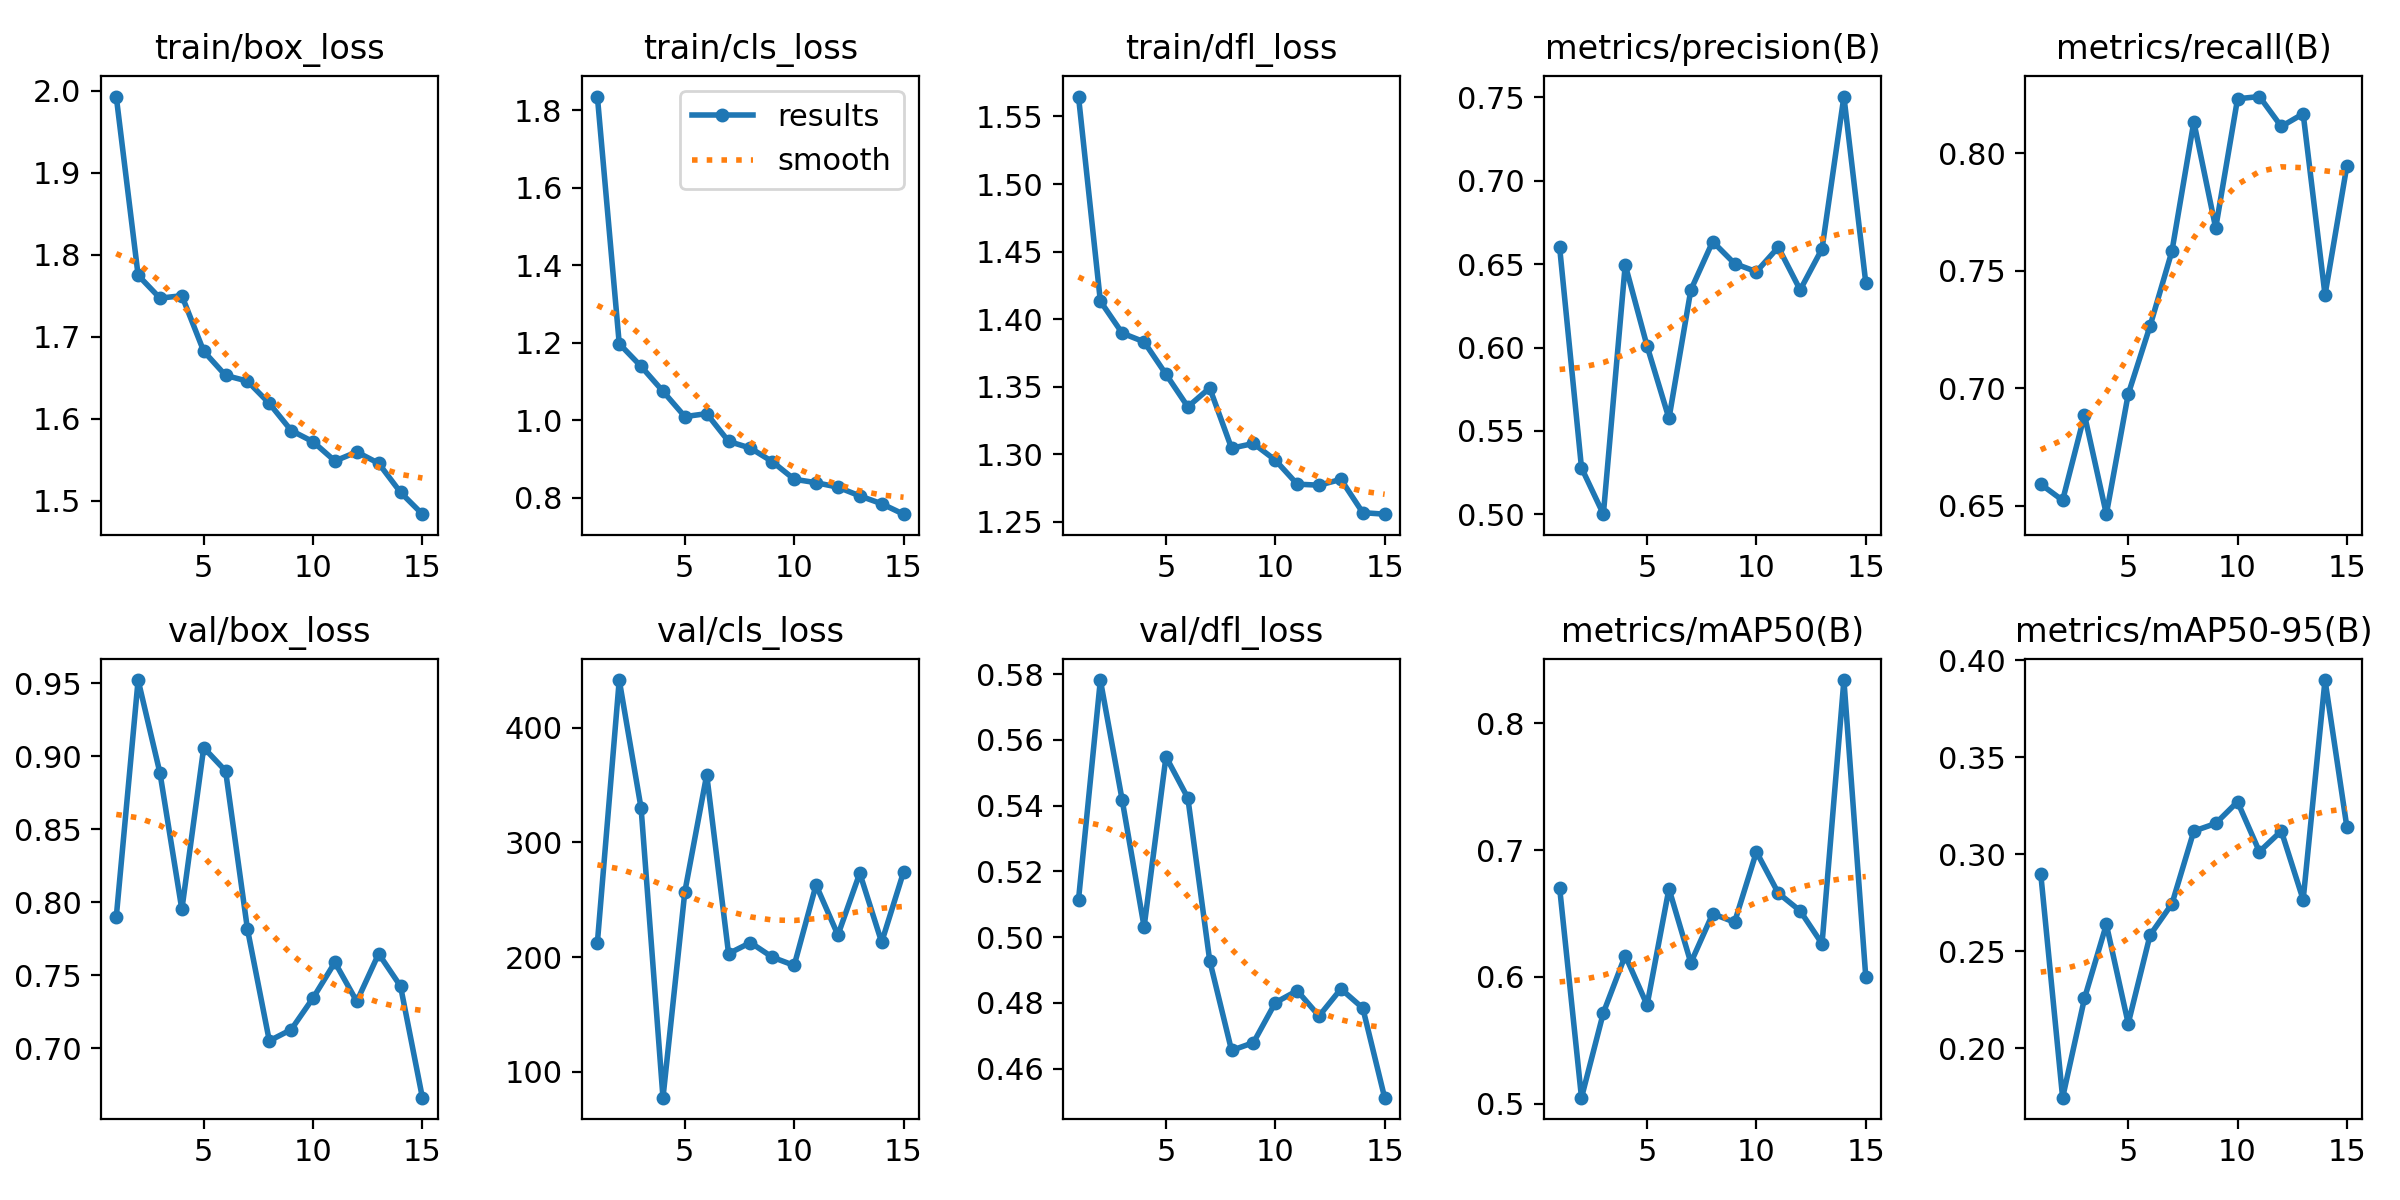 train/box_loss
2.0
1.9
1.8
1.7
1.6
1.5
5 10 15
train/cls_loss
results
smooth
1.8
1.6
1.4
1.2
1.0
0.8
5 10 15
train/dfl_loss
1.55
1.50
1.45
1.40
1.35
1.30
1.25
5 10 15
metrics/precision(B)
0.75
0.70
0.65
0.60
0.55
0.50
5 10 15
metrics/recall(B)
0.80
0.75
0.70
0.65
5 10 15
val/box_loss
0.95
0.90
0.85
0.80
0.75
0.70
5 10 15
val/cls_loss
400
300
200
100
5 10 15
val/dfl_loss
0.58
0.56
0.54
0.52
0.50
0.48
0.46
5 10 15
metrics/mAP50(B)
0.8
0.7
0.6
0.5
5 10 15
metrics/mAP50-95(B)
0.40
0.35
0.30
0.25
0.20
5 10 15